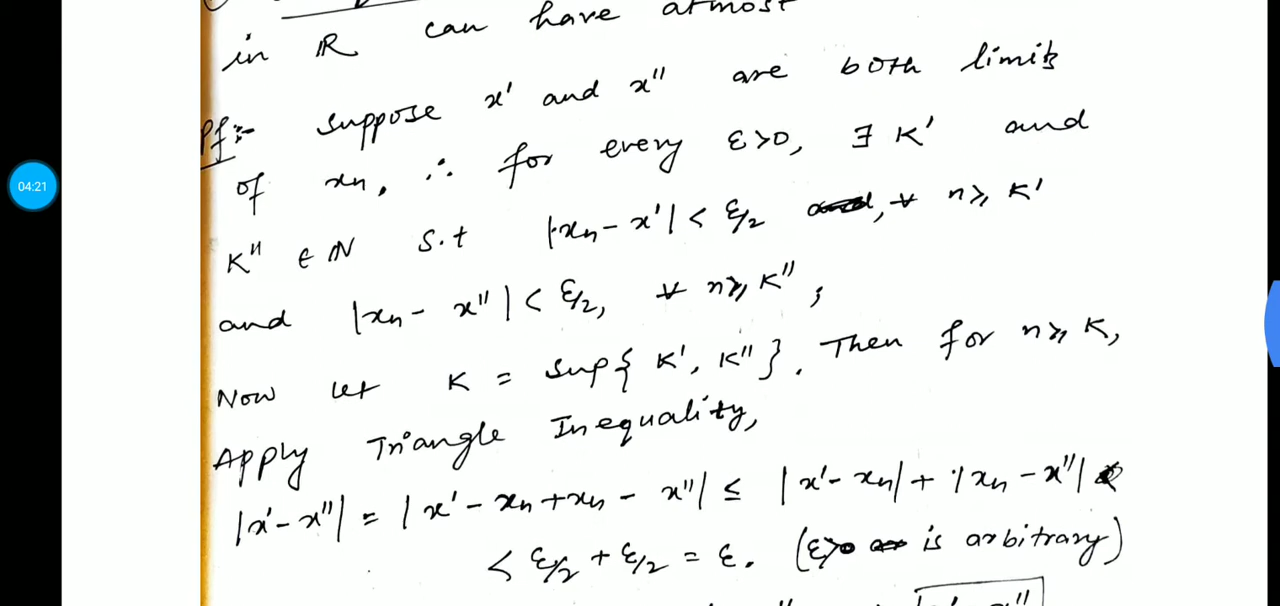 in ℝ can have atmost
Pf:- suppose x' and x'' are both limits
of xn, ∴ for every ε>0, ∃ K' and
K'' ∈ ℕ s.t |xn - x'| < ε/2 , ∀ n ≥ K'
and |xn - x''| < ε/2, ∀ n ≥ K'' ,
04:21
Now let K = sup{ K', K'' }. Then for n ≥ K,
Apply Triangle Inequality,
|x' - x''| = | x' - xn + xn - x''| ≤ | x' - xn| + |xn - x''|
< ε/2 + ε/2 = ε. (ε>0 is arbitrary)